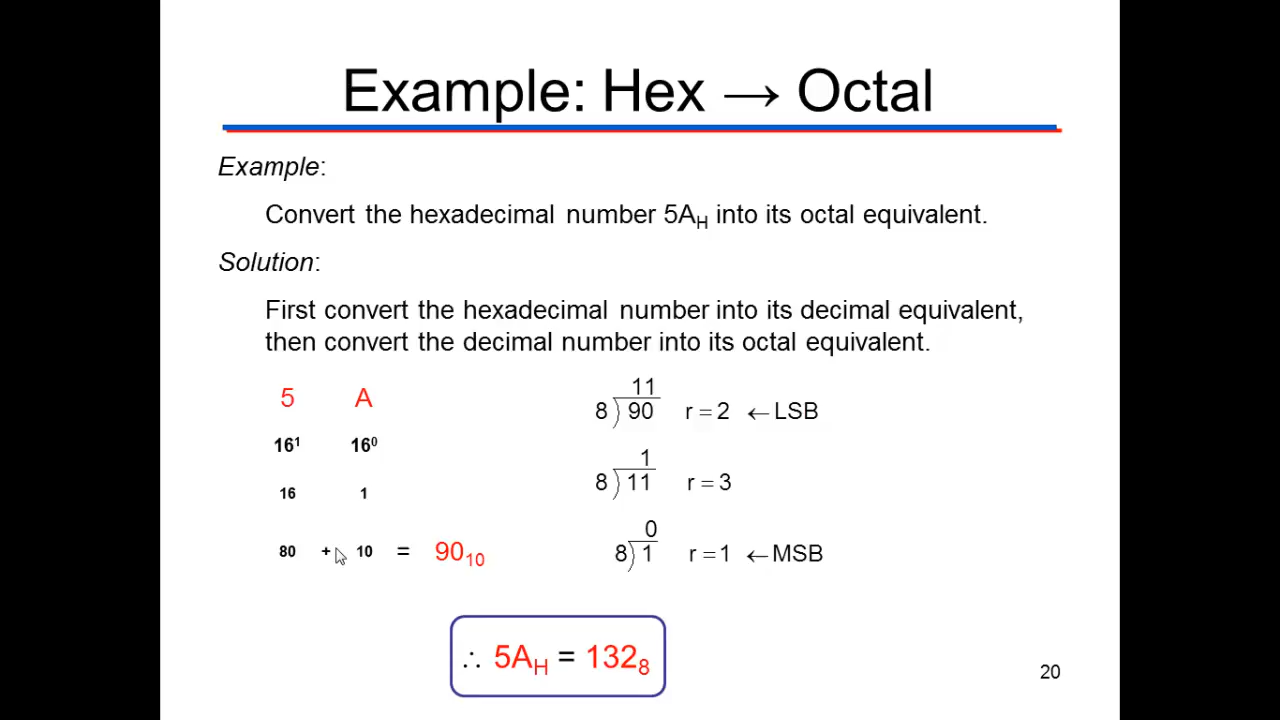 Example: Hex → Octal
Example:
Convert the hexadecimal number 5A_H into its octal equivalent.
Solution:
First convert the hexadecimal number into its decimal equivalent,
then convert the decimal number into its octal equivalent.
5 A
16¹ 16⁰
16 1
80 + 10 = 90₁₀
11
8 ) 90 r = 2 ← LSB
1
8 ) 11 r = 3
0
8 ) 1 r = 1 ← MSB
∴ 5A_H = 132₈
20